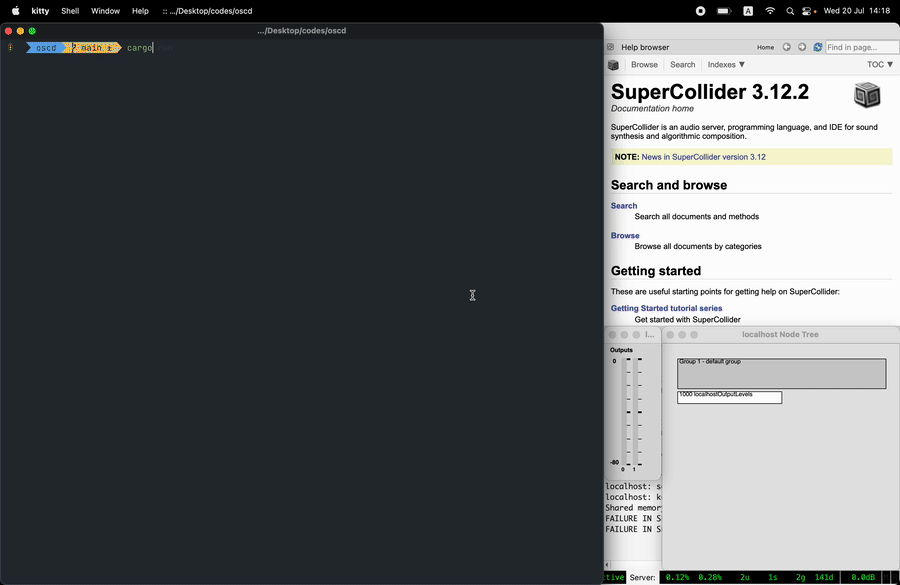 kitty Shell Window Help :: .../Desktop/codes/oscd A Wed 20 Jul 14:18
.../Desktop/codes/oscd
oscd main ± cargo run
Help browser Home Find in page...
Browse Search Indexes ▼ TOC ▼
SuperCollider 3.12.2
Documentation home
SuperCollider is an audio server, programming language, and IDE for sound
synthesis and algorithmic composition.
NOTE: News in SuperCollider version 3.12
Search and browse
Search
Search all documents and methods
Browse
Browse all documents by categories
Getting started
These are useful starting points for getting help on SuperCollider:
Getting Started tutorial series
Get started with SuperCollider
l...
localhost Node Tree
Outputs
0
-80
0 1
Group 1 - default group
1000 localhostOutputLevels
localhost: s
localhost: k
Shared memor
FAILURE IN S
FAILURE IN S
ctive Server: 0.12% 0.28% 2u 1s 2g 141d 0.0dB